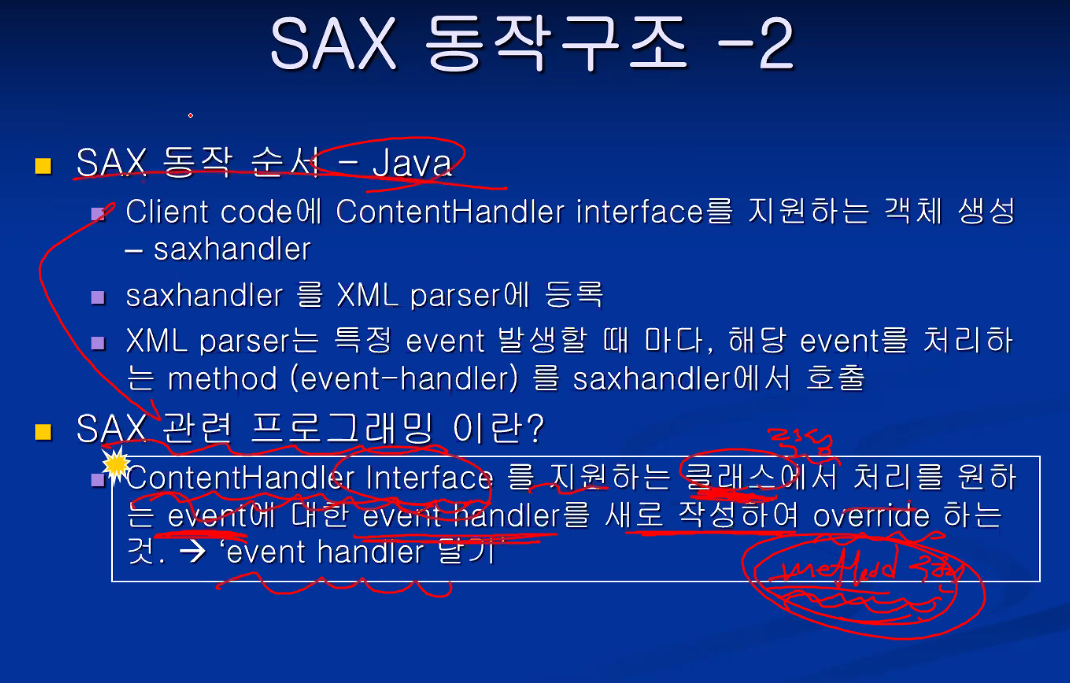 SAX 동작구조 -2
SAX 동작 순서 - Java
Client code에 ContentHandler interface를 지원하는 객체 생성
– saxhandler
saxhandler 를 XML parser에 등록
XML parser는 특정 event 발생할 때 마다, 해당 event를 처리하
는 method (event-handler) 를 saxhandler에서 호출
SAX 관련 프로그래밍 이란?
ContentHandler Interface 를 지원하는 클래스에서 처리를 원하
는 event에 대한 event handler를 새로 작성하여 override 하는
것. → ‘event handler 달기’
method